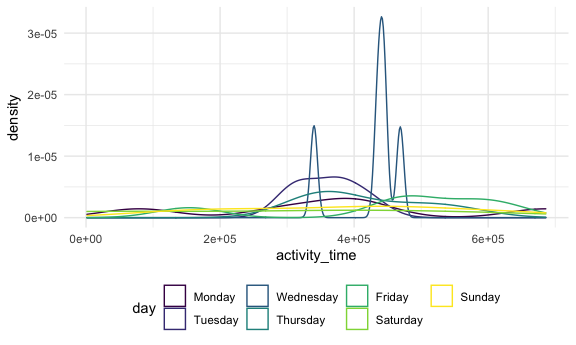 3e-05
2e-05
1e-05
0e+00
density
0e+00 2e+05 4e+05 6e+05
activity_time
day
Monday Wednesday Friday Sunday
Tuesday Thursday Saturday